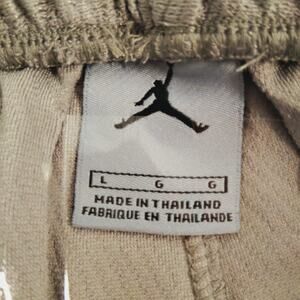 L G G
MADE IN THAILAND
FABRIQUE EN THAILANDE